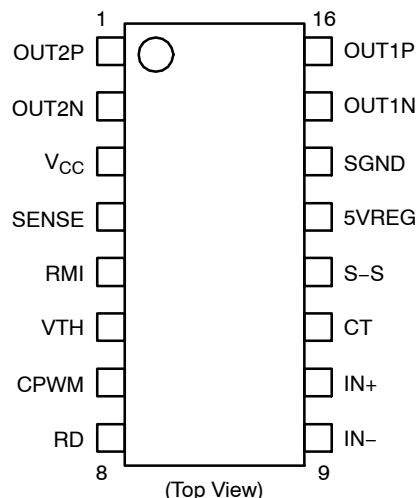 1 16
OUT2P OUT1P
OUT2N OUT1N
VCC SGND
SENSE 5VREG
RMI S−S
VTH CT
CPWM IN+
RD IN−
8 9
(Top View)